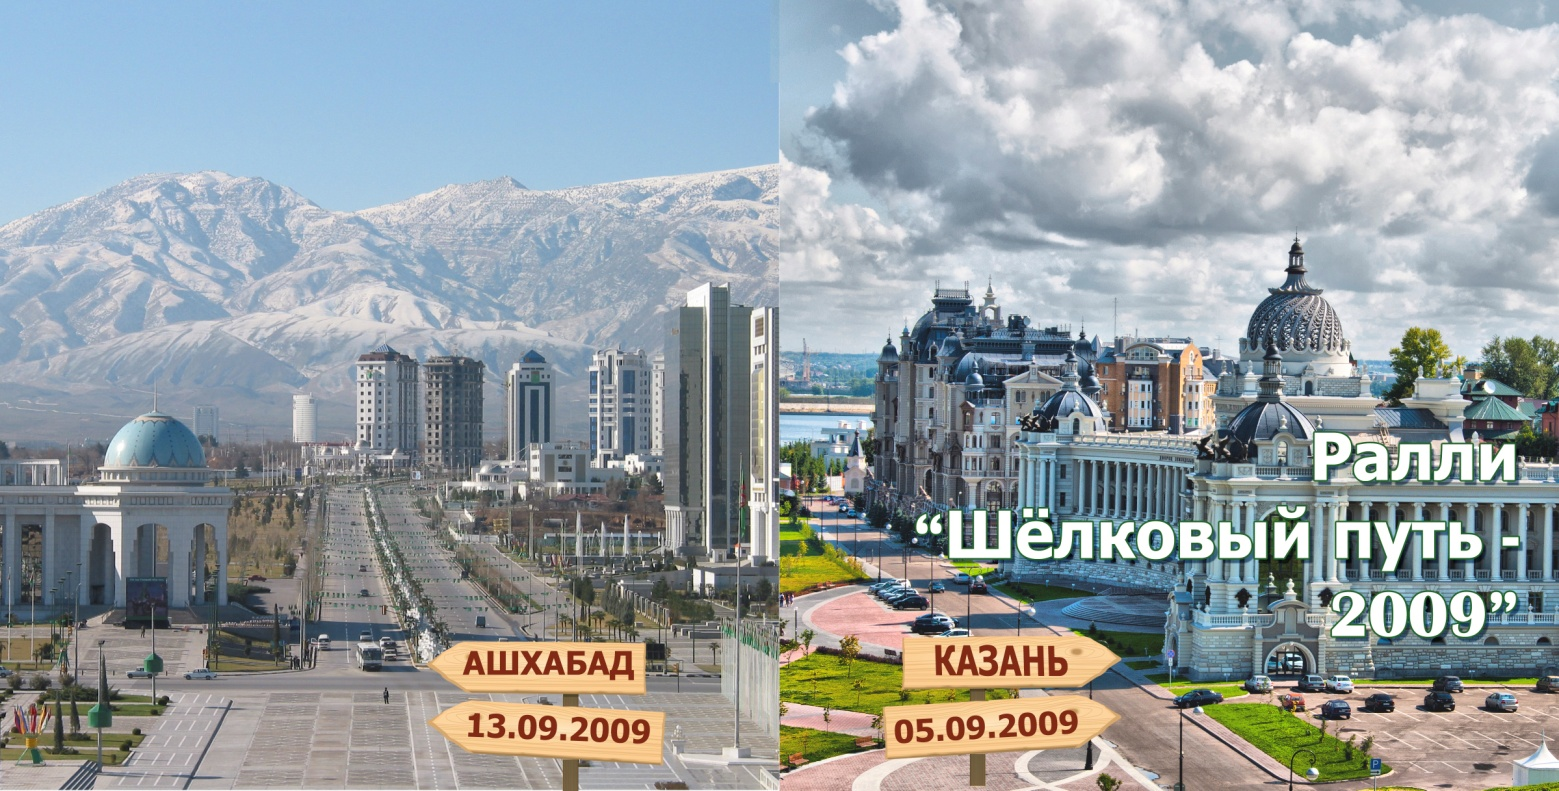 АШХАБАД
13.09.2009
КАЗАНЬ
05.09.2009
Ралли
“Шёлковый путь -
2009”